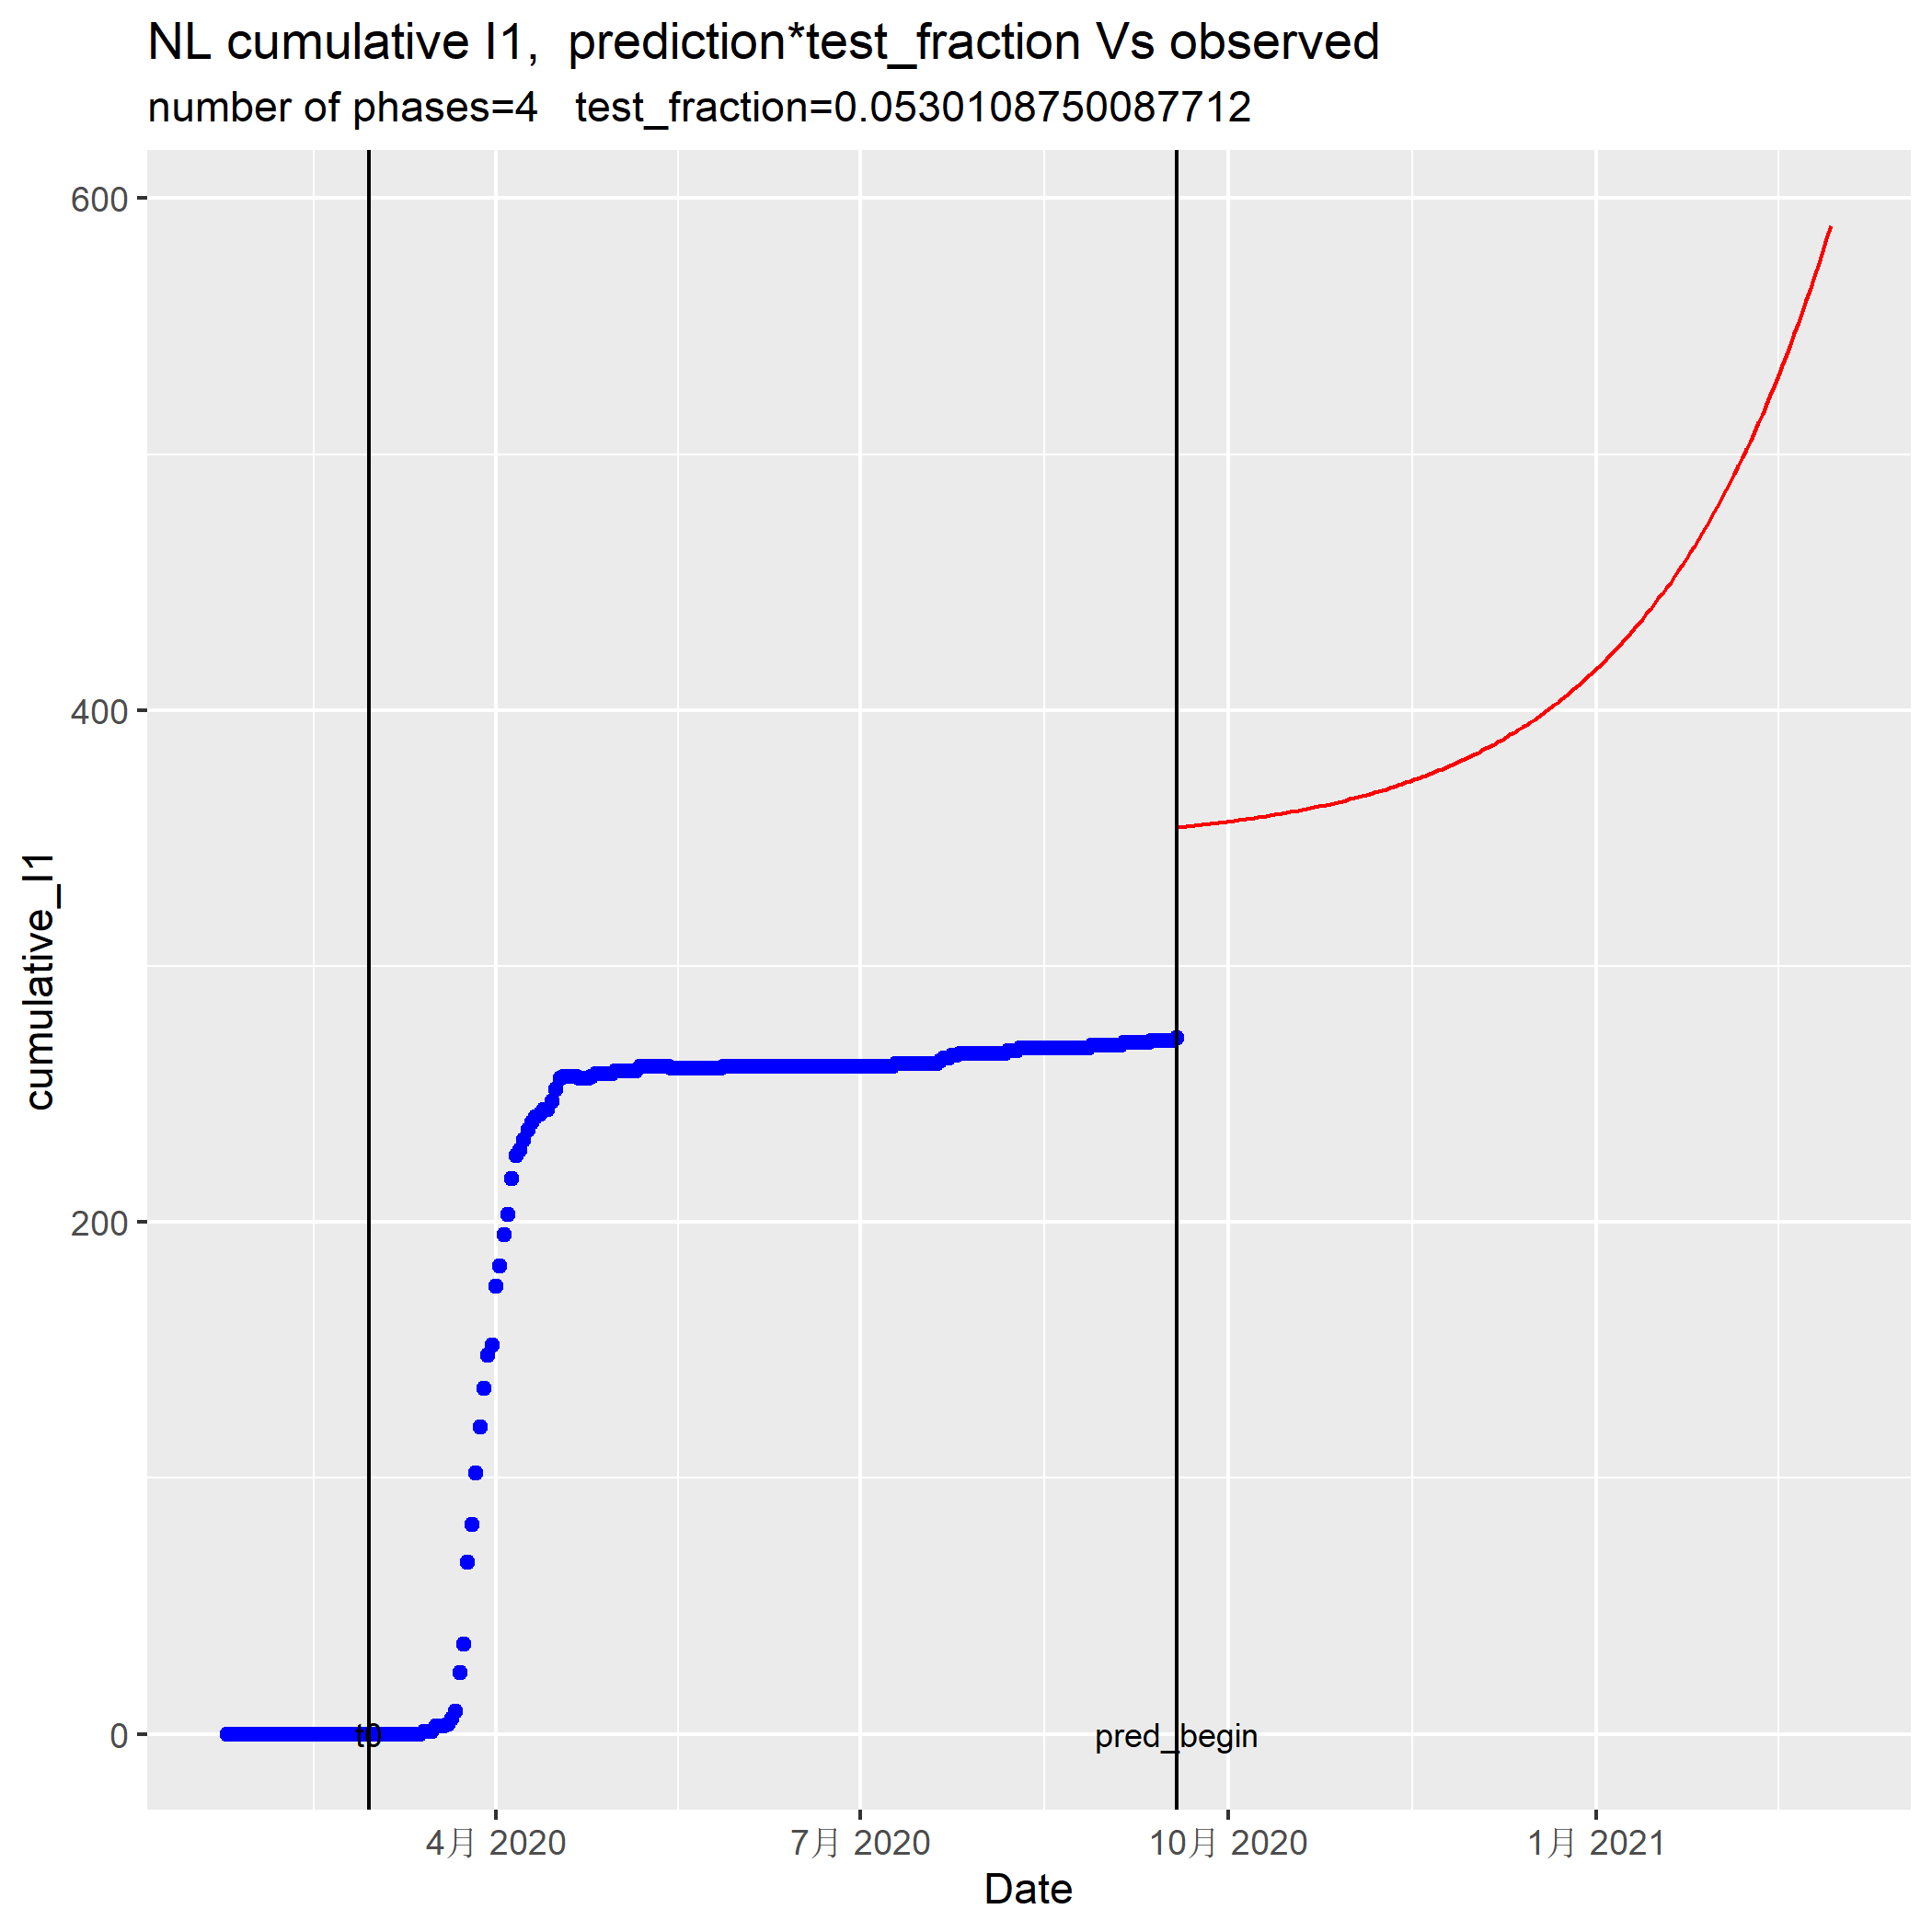 NL cumulative I1,  prediction*test_fraction Vs observed
number of phases=4   test_fraction=0.0530108750087712
600
400
200
0
cumulative_I1
t0
pred_begin
4月 2020
7月 2020
10月 2020
1月 2021
Date